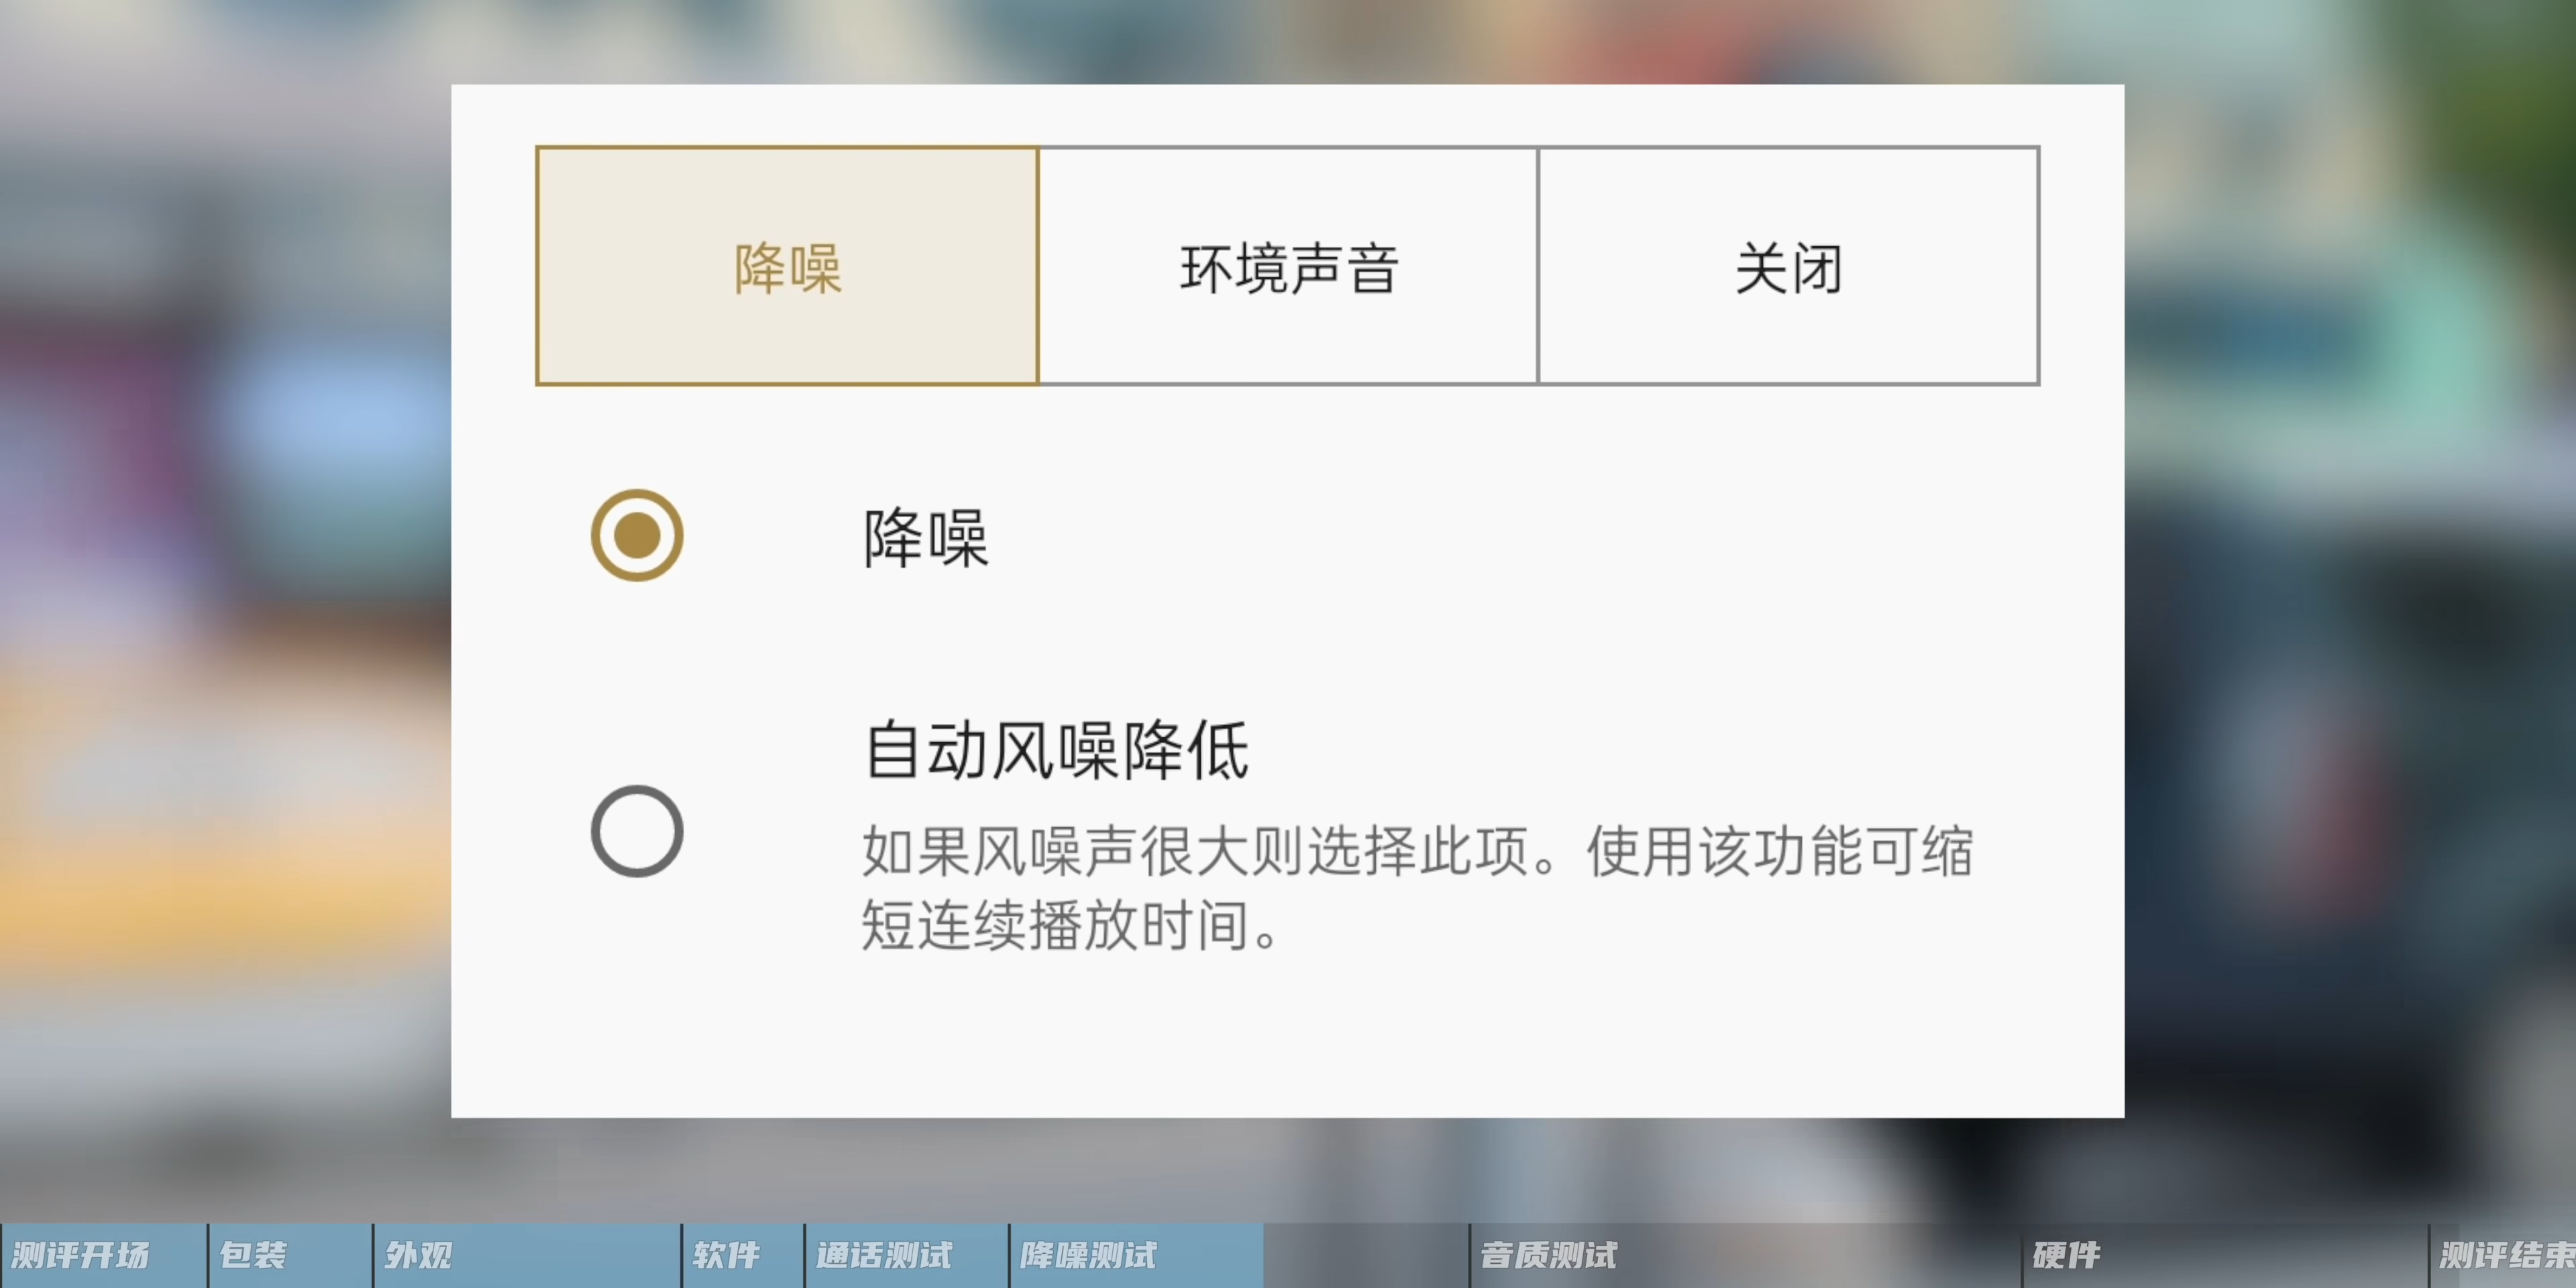 降噪
环境声音
关闭
降噪
自动风噪降低
如果风噪声很大则选择此项。使用该功能可缩
短连续播放时间。
测评开场
包装
外观
软件
通话测试
降噪测试
音质测试
硬件
测评结束